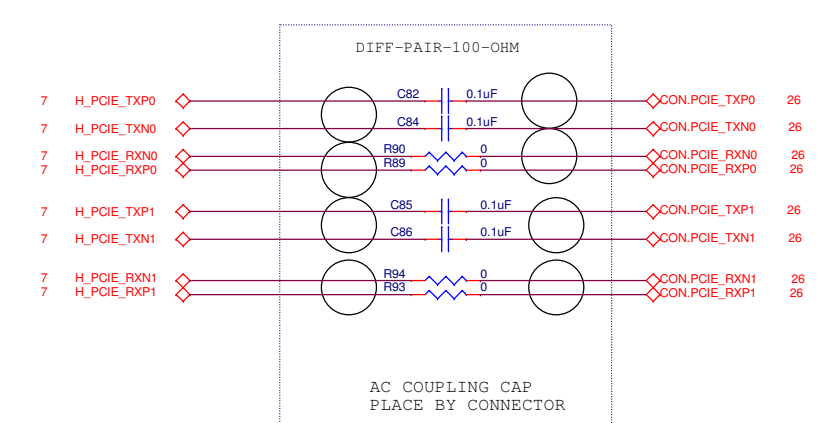 DIFF-PAIR-100-OHM
7 H_PCIE_TXP0 C82 0.1uF CON.PCIE_TXP0 26
7 H_PCIE_TXN0 C84 0.1uF CON.PCIE_TXN0 26
7 H_PCIE_RXN0 R90 0 CON.PCIE_RXN0 26
7 H_PCIE_RXP0 R89 0 CON.PCIE_RXP0 26
7 H_PCIE_TXP1 C85 0.1uF CON.PCIE_TXP1 26
7 H_PCIE_TXN1 C86 0.1uF CON.PCIE_TXN1 26
7 H_PCIE_RXN1 R94 0 CON.PCIE_RXN1 26
7 H_PCIE_RXP1 R93 0 CON.PCIE_RXP1 26
AC COUPLING CAP
PLACE BY CONNECTOR